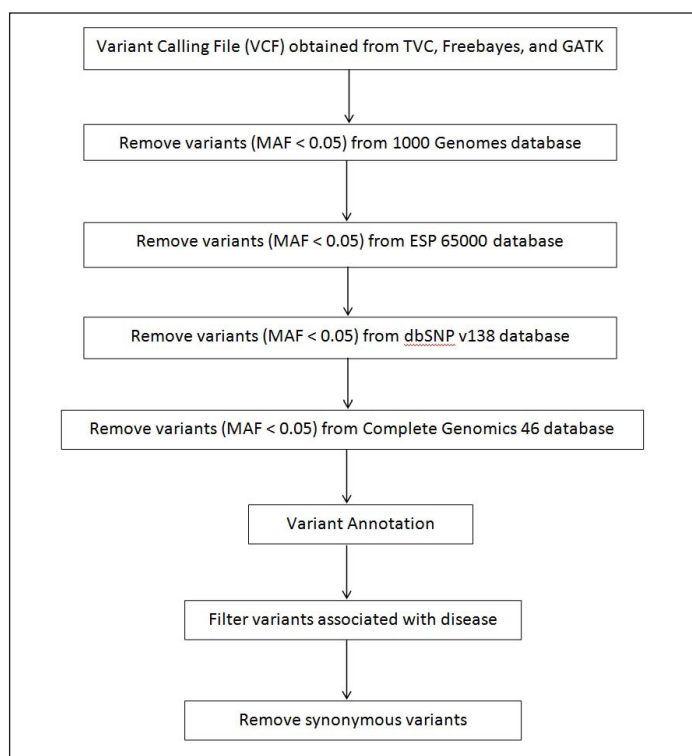 Variant Calling File (VCF) obtained from TVC, Freebayes, and GATK
Remove variants (MAF < 0.05) from 1000 Genomes database
Remove variants (MAF < 0.05) from ESP 65000 database
Remove variants (MAF < 0.05) from dbSNP v138 database
Remove variants (MAF < 0.05) from Complete Genomics 46 database
Variant Annotation
Filter variants associated with disease
Remove synonymous variants